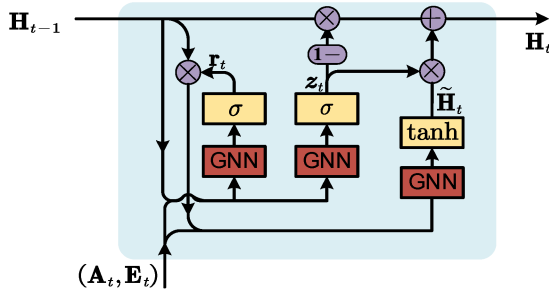 H_{t-1}
H_t
r_t
1−
z_t
H̃_t
σ
σ
tanh
GNN
GNN
GNN
(A_t, E_t)